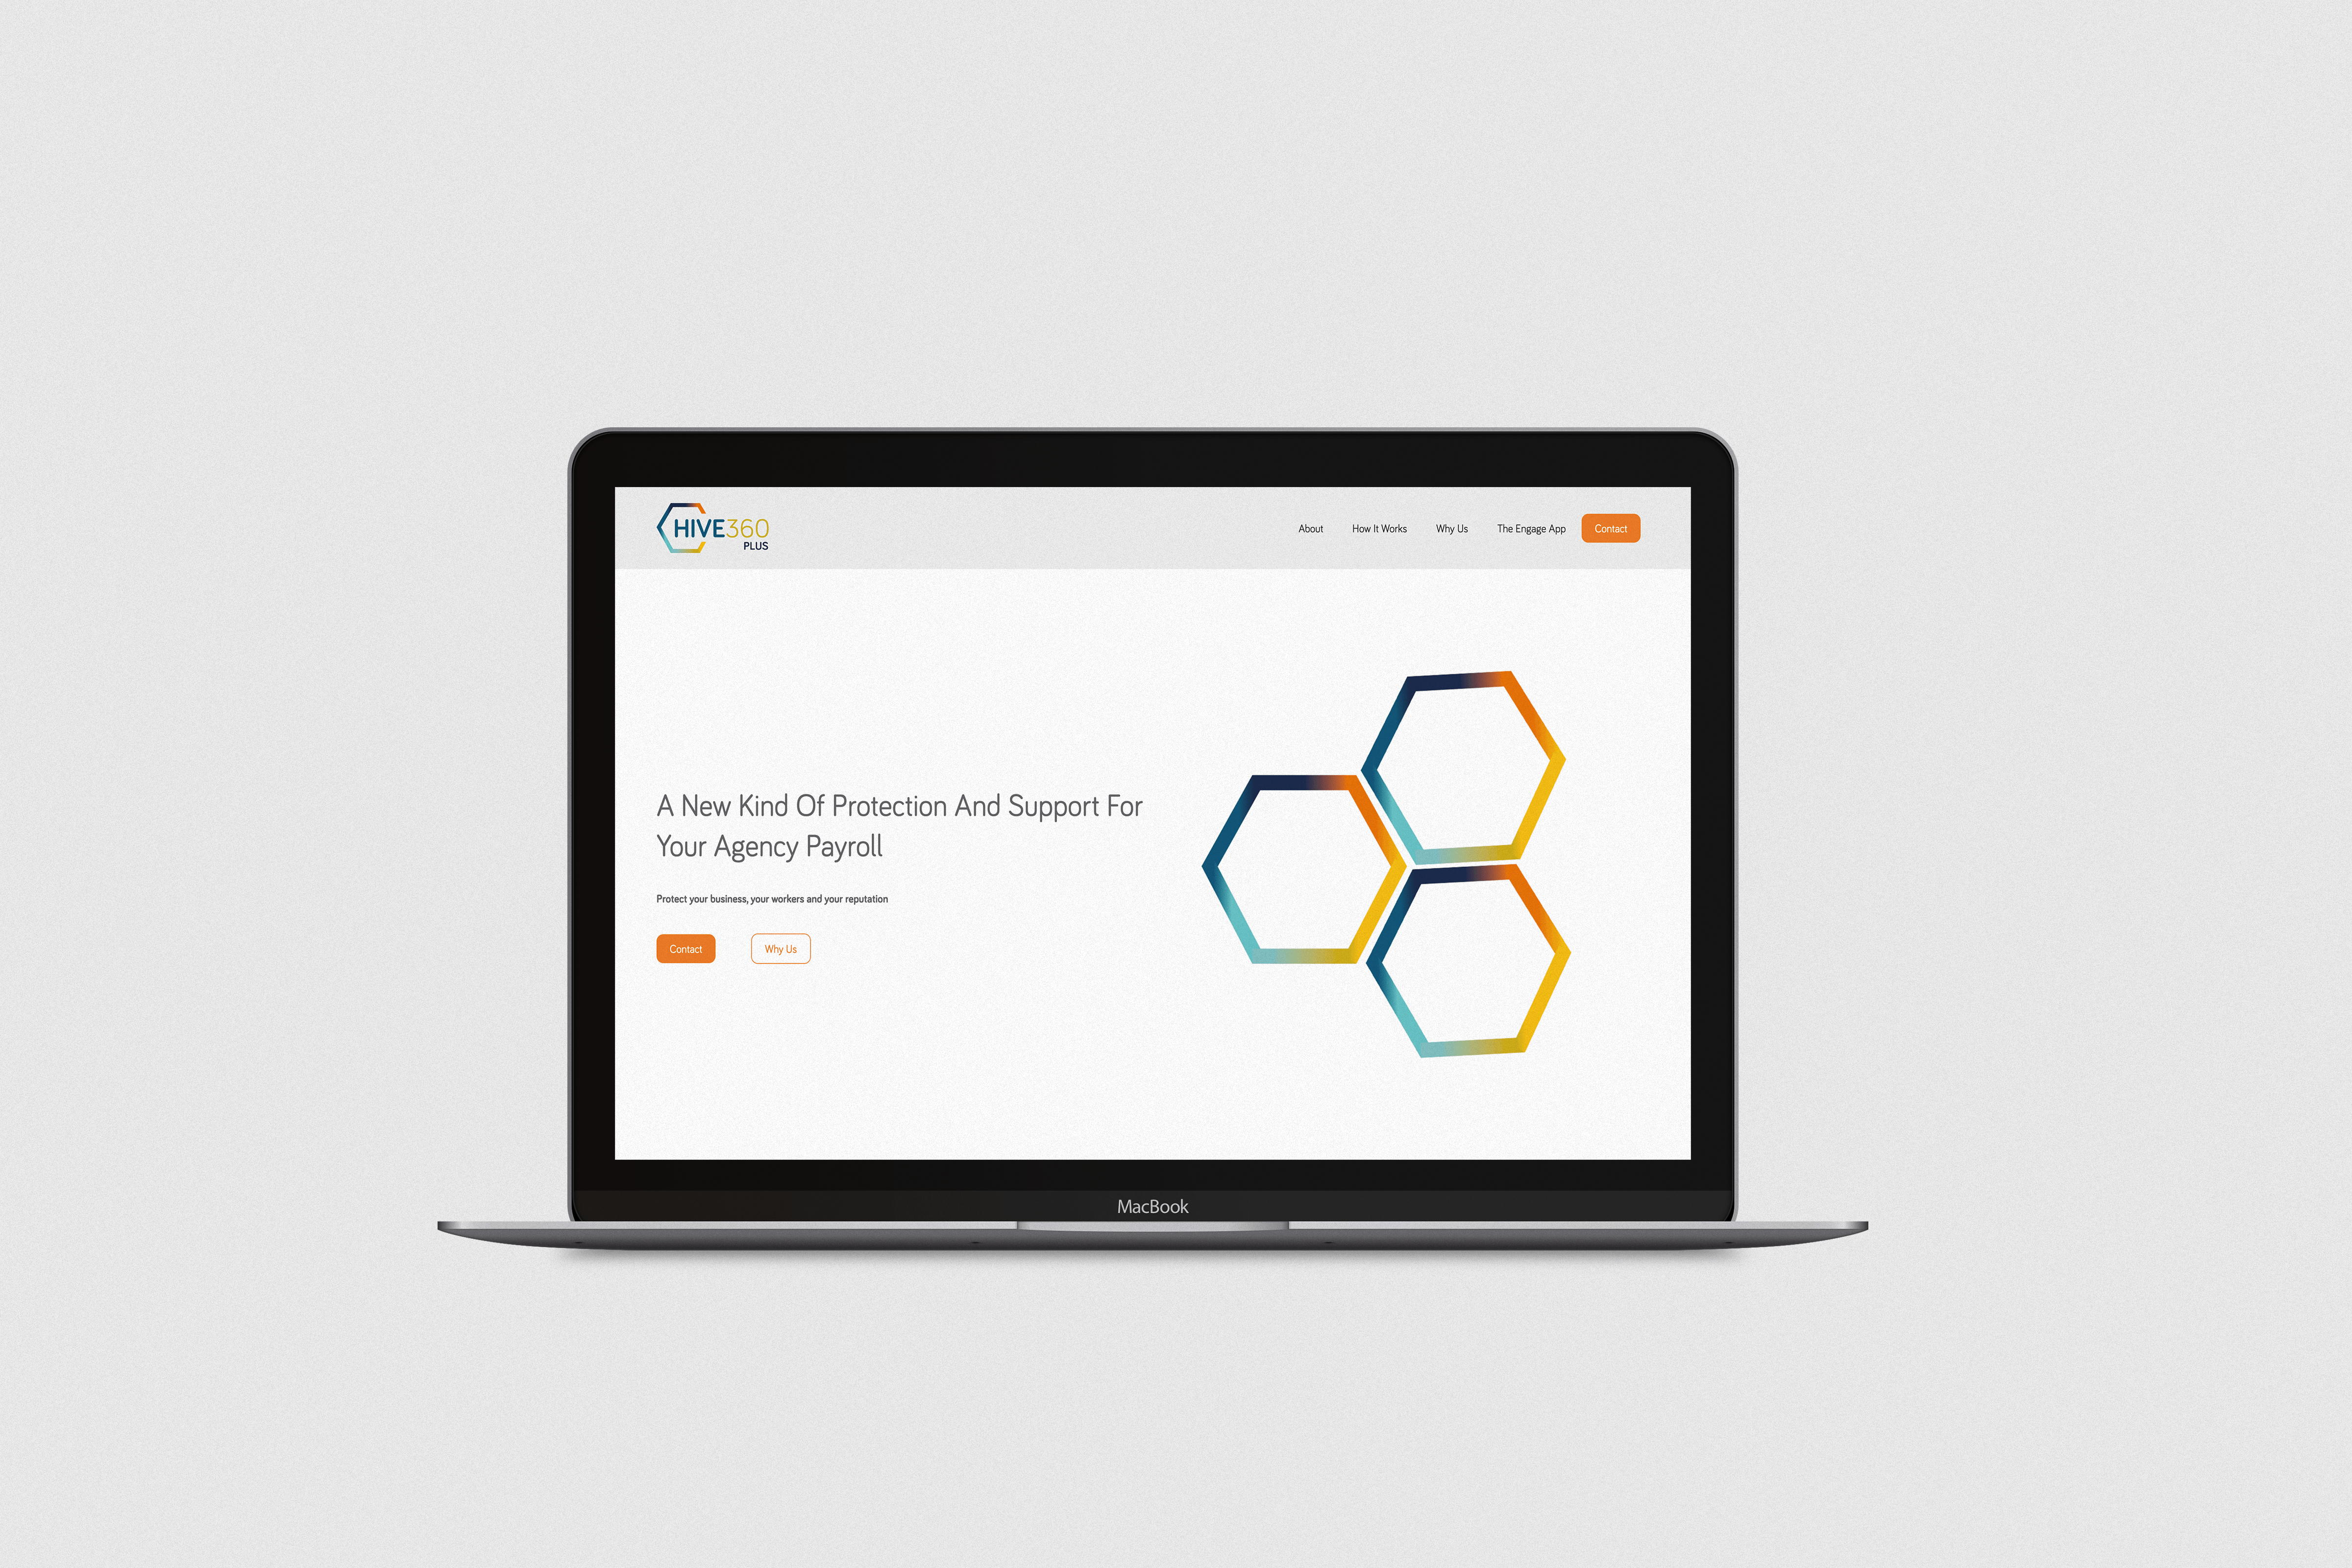 HIVE360
PLUS
About
How It Works
Why Us
The Engage App
Contact
A New Kind Of Protection And Support For
Your Agency Payroll
Protect your business, your workers and your reputation
Contact
Why Us
MacBook